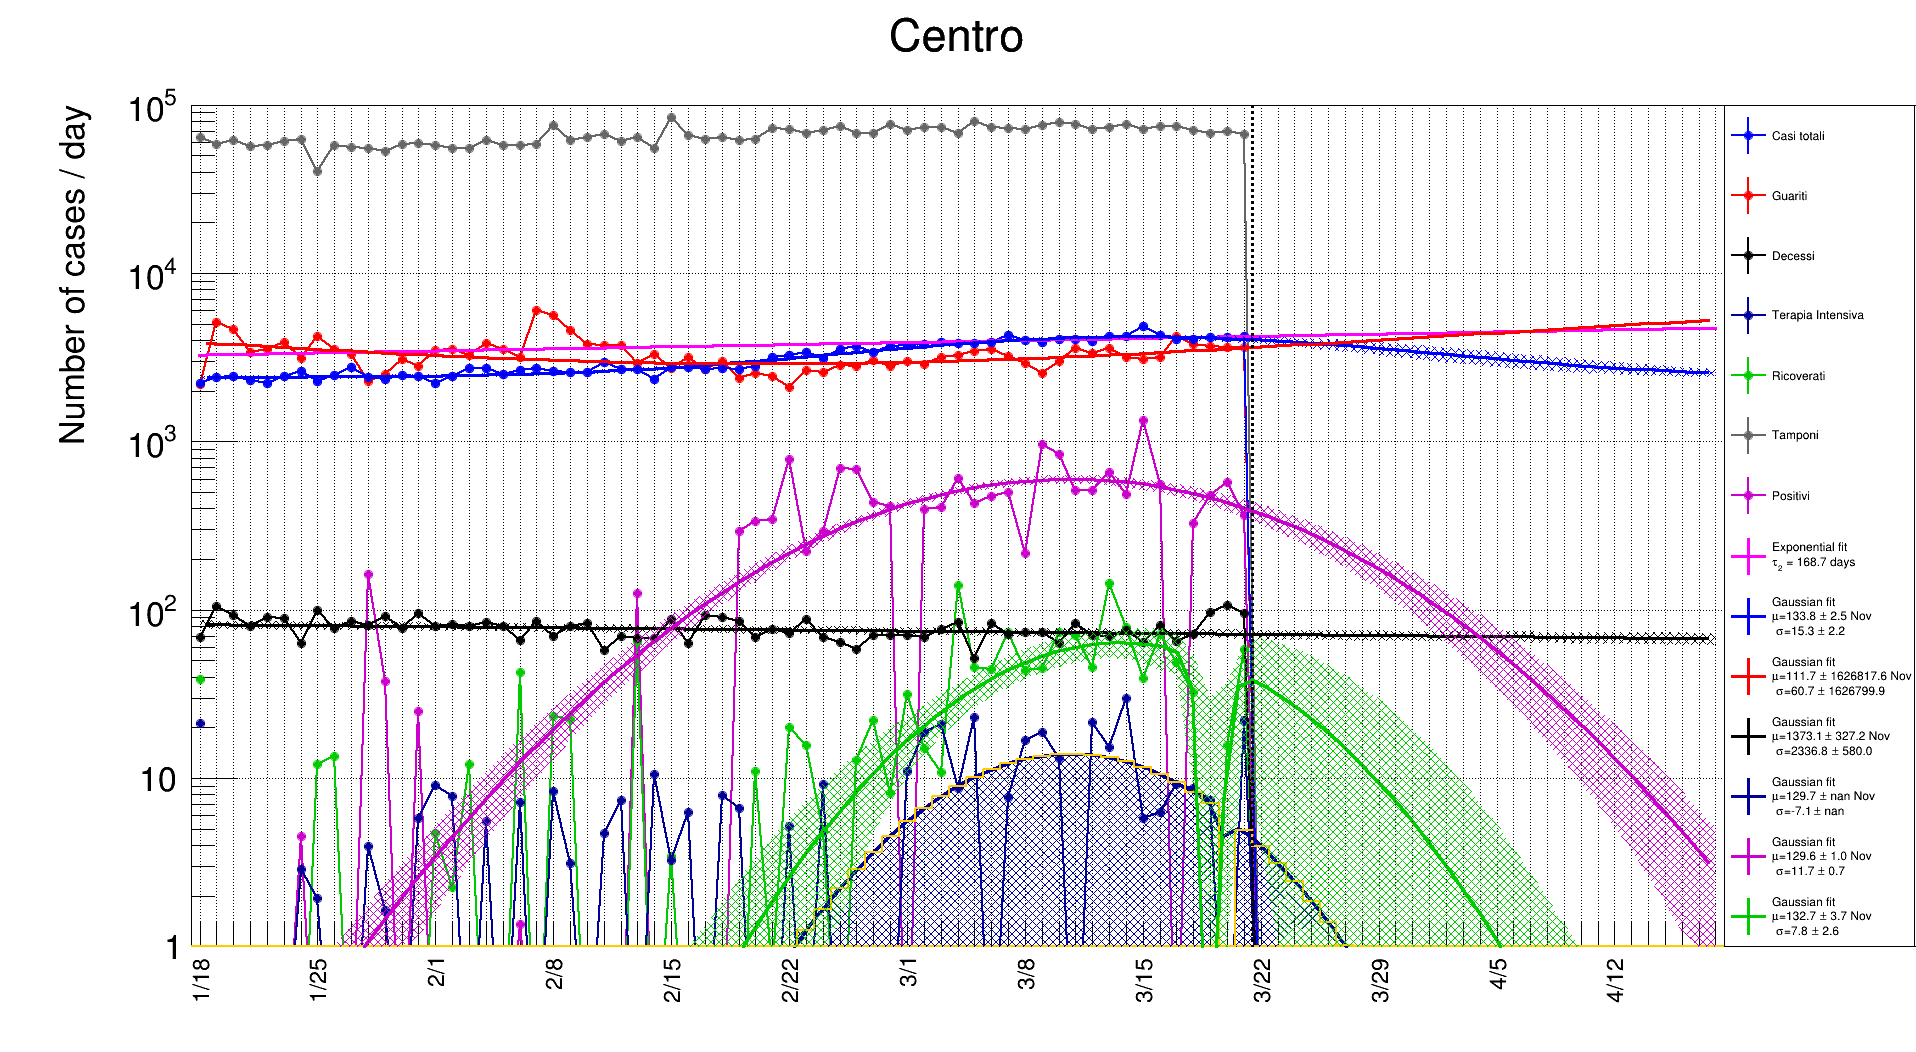 Centro
Number of cases / day
10^5
10^4
10^3
10^2
10
1
1/18
1/25
2/1
2/8
2/15
2/22
3/1
3/8
3/15
3/22
3/29
4/5
4/12
Casi totali
Guariti
Decessi
Terapia Intensiva
Ricoverati
Tamponi
Positivi
Exponential fit
τ₂ = 168.7 days
Gaussian fit
μ=133.8 ± 2.5 Nov
σ=15.3 ± 2.2
Gaussian fit
μ=111.7 ± 1626817.6 Nov
σ=60.7 ± 1626799.9
Gaussian fit
μ=1373.1 ± 327.2 Nov
σ=2336.8 ± 580.0
Gaussian fit
μ=129.7 ± nan Nov
σ=-7.1 ± nan
Gaussian fit
μ=129.6 ± 1.0 Nov
σ=11.7 ± 0.7
Gaussian fit
μ=132.7 ± 3.7 Nov
σ=7.8 ± 2.6